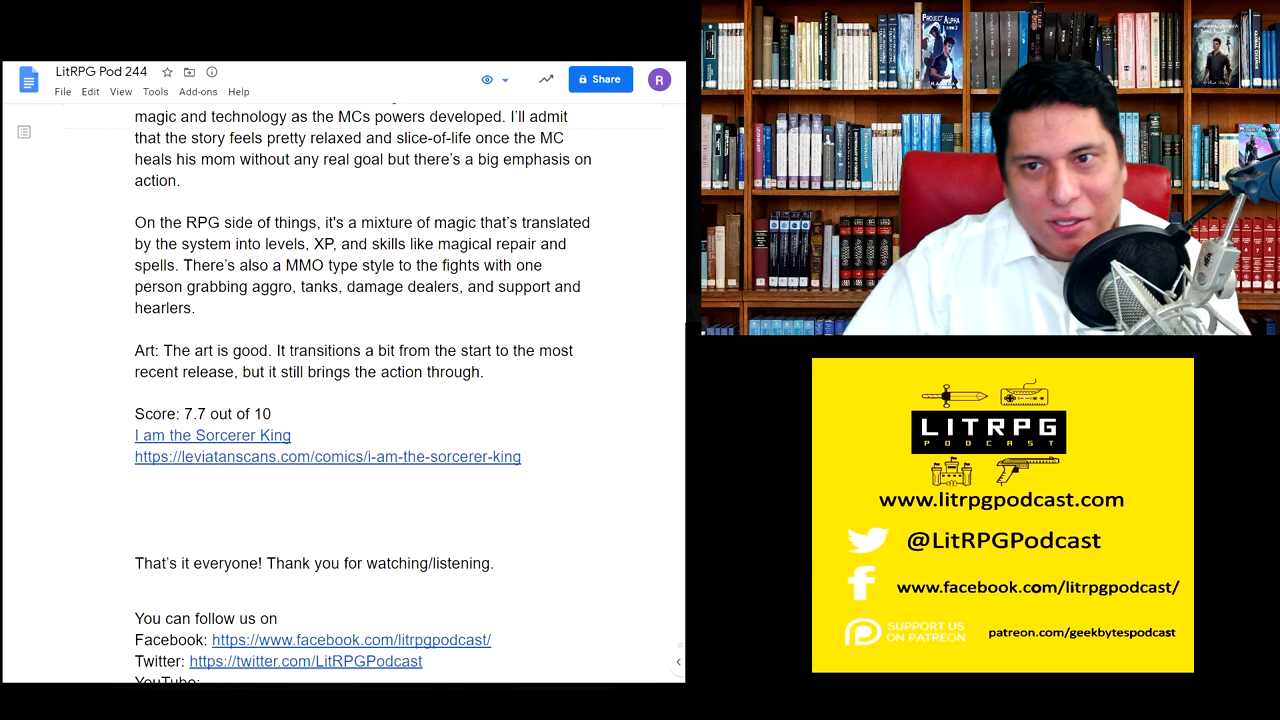 LitRPG Pod 244
File Edit View Tools Add-ons Help
Share
R
magic and technology as the MCs powers developed. I'll admit
that the story feels pretty relaxed and slice-of-life once the MC
heals his mom without any real goal but there's a big emphasis on
action.
On the RPG side of things, it's a mixture of magic that's translated
by the system into levels, XP, and skills like magical repair and
spells. There's also a MMO type style to the fights with one
person grabbing aggro, tanks, damage dealers, and support and
hearlers.
Art: The art is good. It transitions a bit from the start to the most
recent release, but it still brings the action through.
Score: 7.7 out of 10
I am the Sorcerer King
https://leviatanscans.com/comics/i-am-the-sorcerer-king
That's it everyone! Thank you for watching/listening.
You can follow us on
Facebook: https://www.facebook.com/litrpgpodcast/
Twitter: https://twitter.com/LitRPGPodcast
YouTube:
PROJECT ALPHA
LITRPG
PODCAST
www.litrpgpodcast.com
@LitRPGPodcast
www.facebook.com/litrpgpodcast/
SUPPORT US
ON PATREON
patreon.com/geekbytespodcast